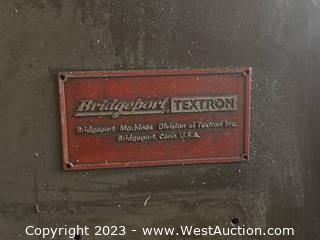 Bridgeport TEXTRON
Bridgeport Machines Division of Textron Inc.
Bridgeport, Conn. U.S.A.
Copyright 2023 - www.WestAuction.com